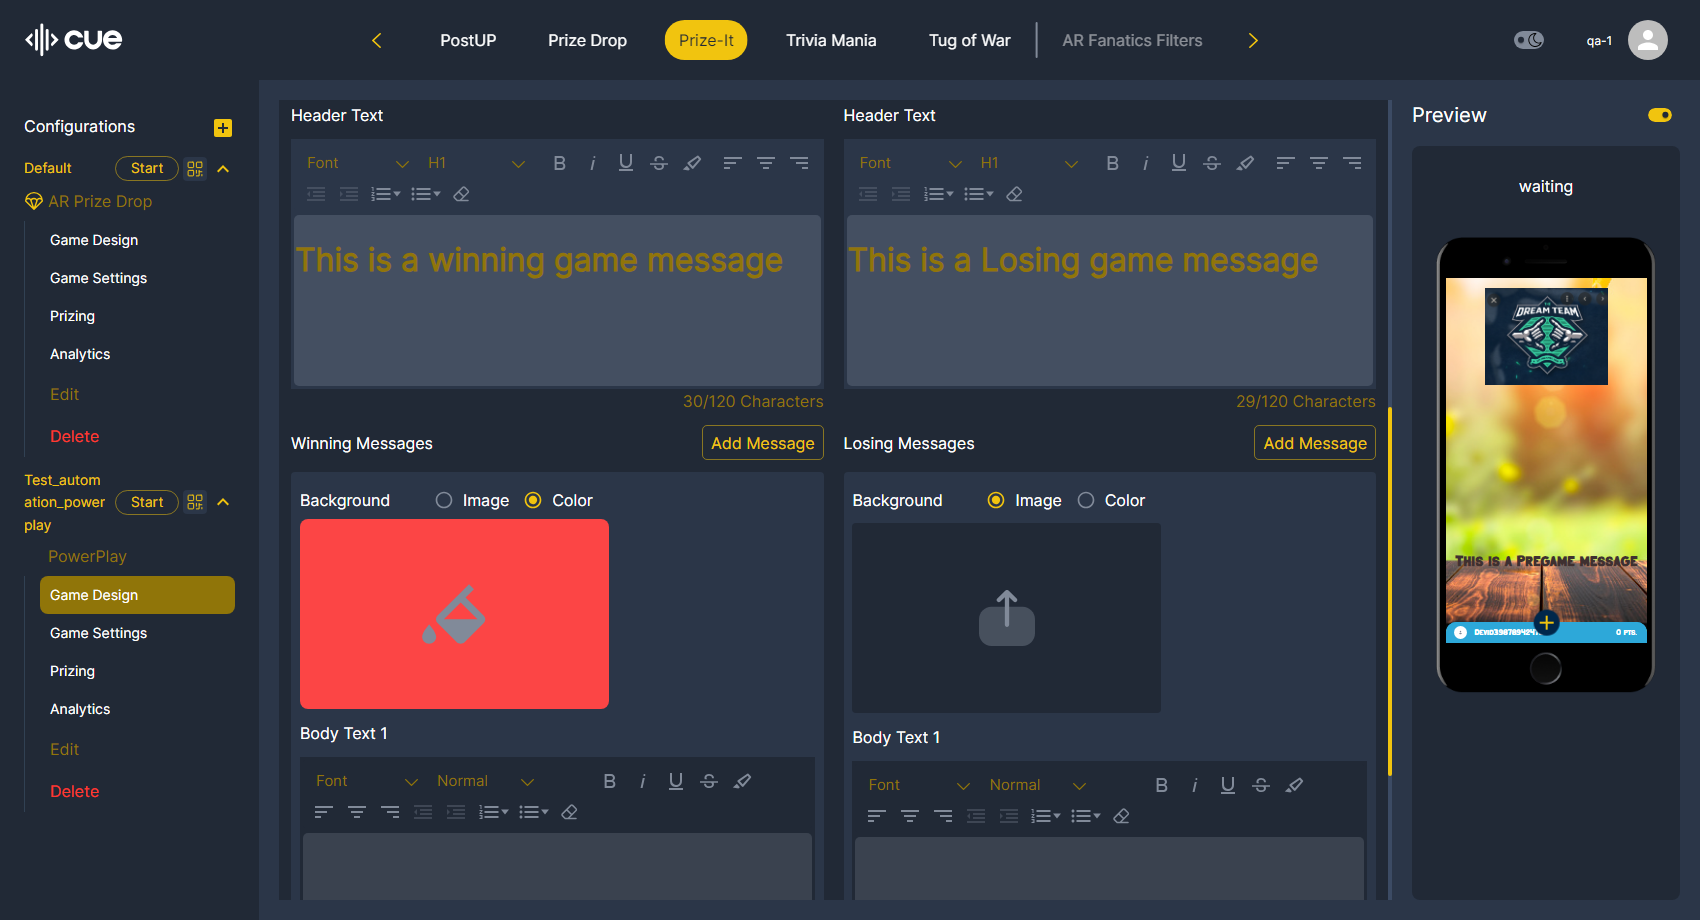 cue
PostUP
Prize Drop
Prize-It
Trivia Mania
Tug of War
AR Fanatics Filters
qa-1
Configurations
Default
Start
AR Prize Drop
Game Design
Game Settings
Prizing
Analytics
Edit
Delete
Test_autom
ation_power
play
Start
PowerPlay
Game Design
Game Settings
Prizing
Analytics
Edit
Delete
Header Text
Font
H1
This is a winning game message
30/120 Characters
Winning Messages
Add Message
Background
Image
Color
Body Text 1
Font
Normal
Header Text
Font
H1
This is a Losing game message
29/120 Characters
Losing Messages
Add Message
Background
Image
Color
Body Text 1
Font
Normal
Preview
waiting
DREAM TEAM
This is a Pregame message
0 pts.